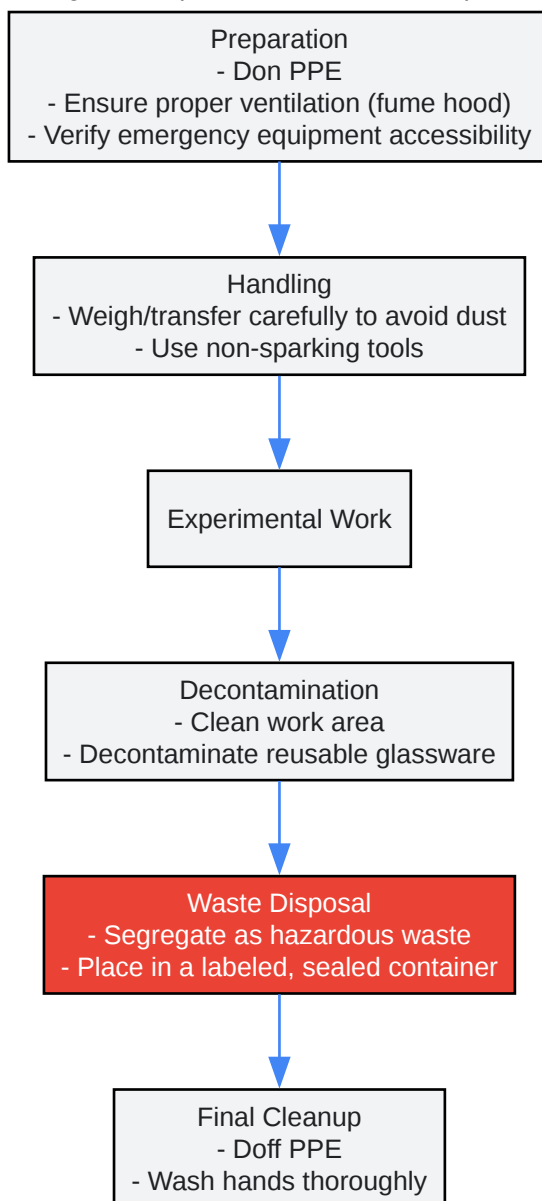 Preparation
- Don PPE
- Ensure proper ventilation (fume hood)
- Verify emergency equipment accessibility
Handling
- Weigh/transfer carefully to avoid dust
- Use non-sparking tools
Experimental Work
Decontamination
- Clean work area
- Decontaminate reusable glassware
Waste Disposal
- Segregate as hazardous waste
- Place in a labeled, sealed container
Final Cleanup
- Doff PPE
- Wash hands thoroughly